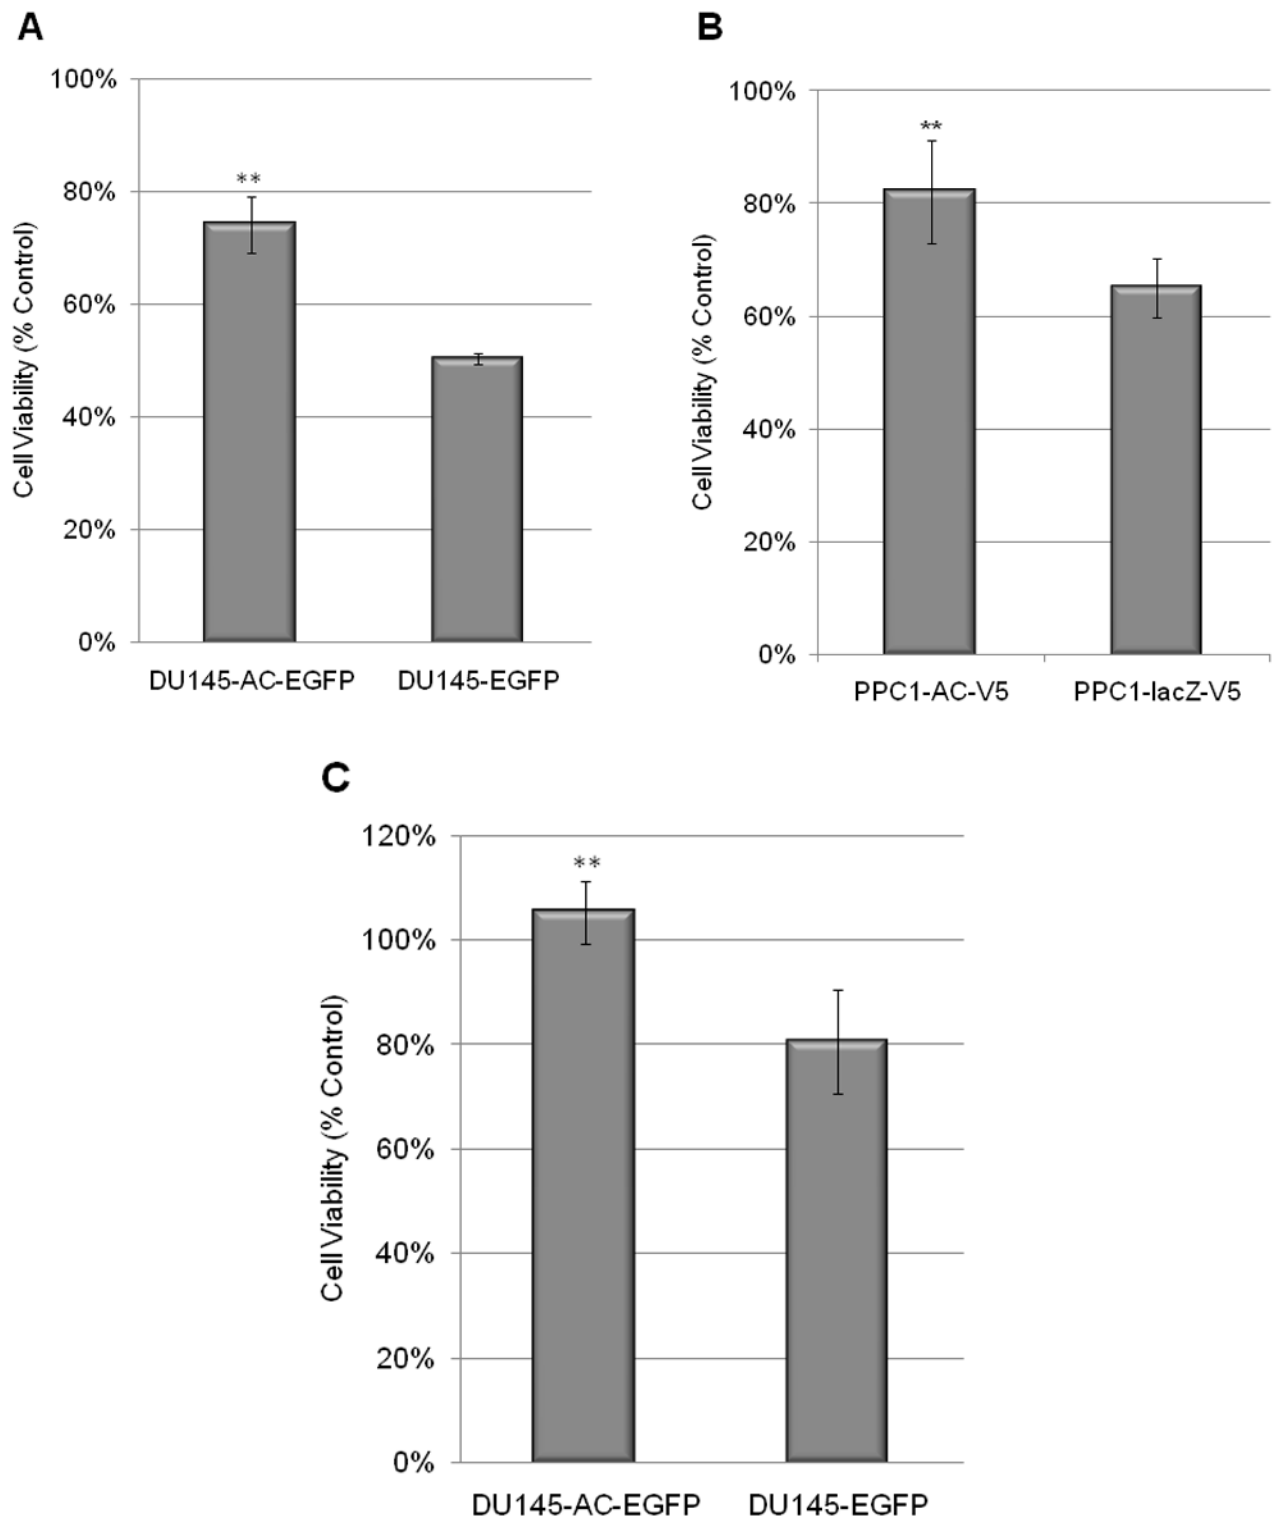 A
100%
80%
60%
40%
20%
0%
Cell Viability (% Control)
**
DU145-AC-EGFP
DU145-EGFP
B
100%
80%
60%
40%
20%
0%
Cell Viability (% Control)
**
PPC1-AC-V5
PPC1-lacZ-V5
C
120%
100%
80%
60%
40%
20%
0%
Cell Viability (% Control)
**
DU145-AC-EGFP
DU145-EGFP